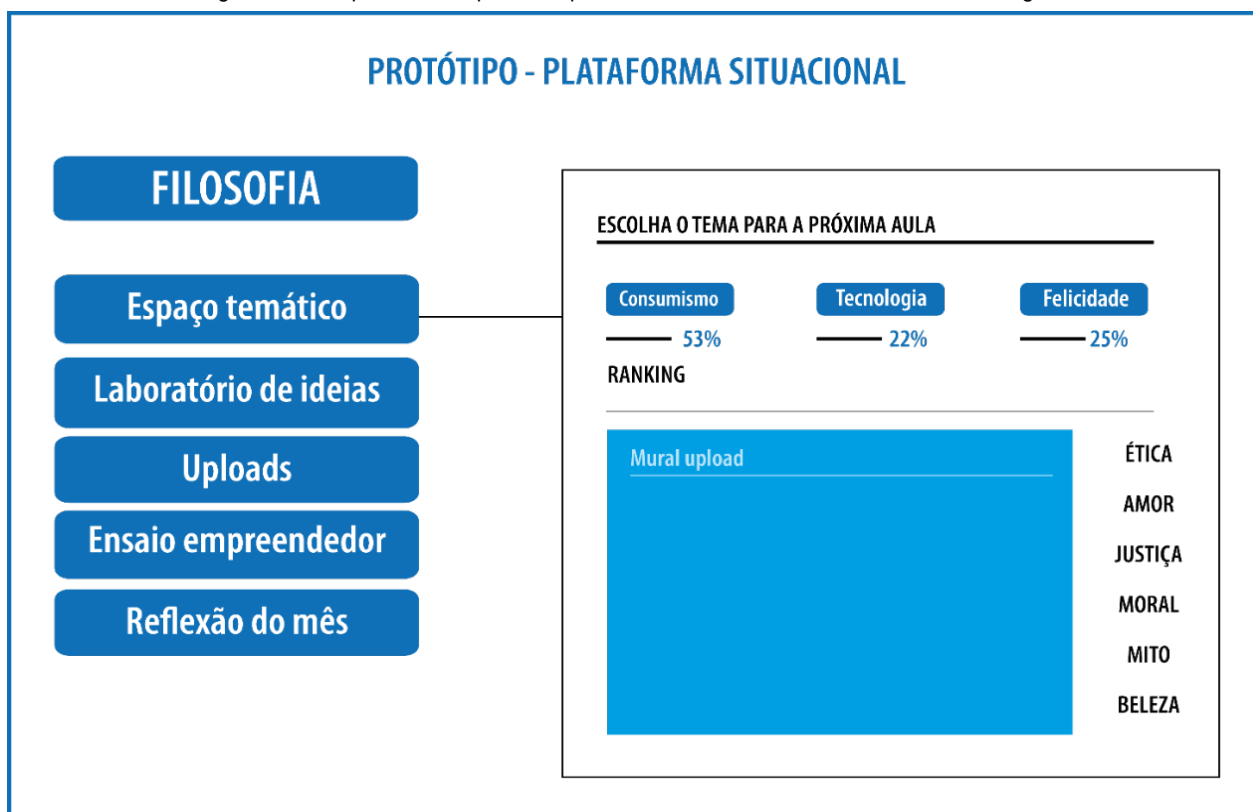 PROTÓTIPO - PLATAFORMA SITUACIONAL
FILOSOFIA
Espaço temático
Laboratório de ideias
Uploads
Ensaio empreendedor
Reflexão do mês
ESCOLHA O TEMA PARA A PRÓXIMA AULA
Consumismo Tecnologia Felicidade
53% 22% 25%
RANKING
Mural upload
ÉTICA
AMOR
JUSTIÇA
MORAL
MITO
BELEZA